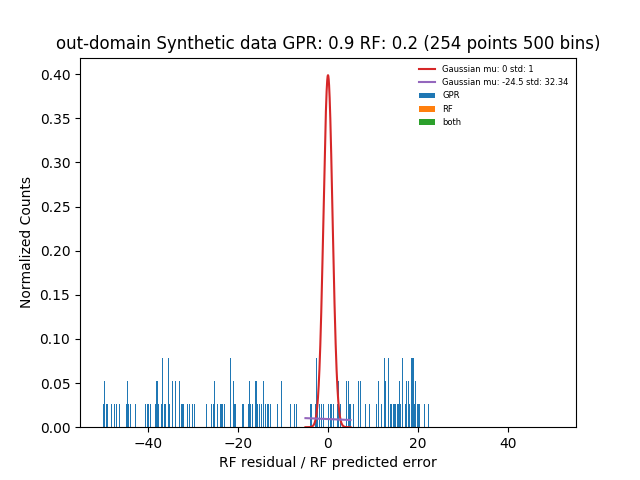 out-domain Synthetic data GPR: 0.9 RF: 0.2 (254 points 500 bins)
Gaussian mu: 0 std: 1
Gaussian mu: -24.5 std: 32.34
GPR
RF
both
0.40
0.35
0.30
0.25
0.20
0.15
0.10
0.05
0.00
Normalized Counts
−40 −20 0 20 40
RF residual / RF predicted error